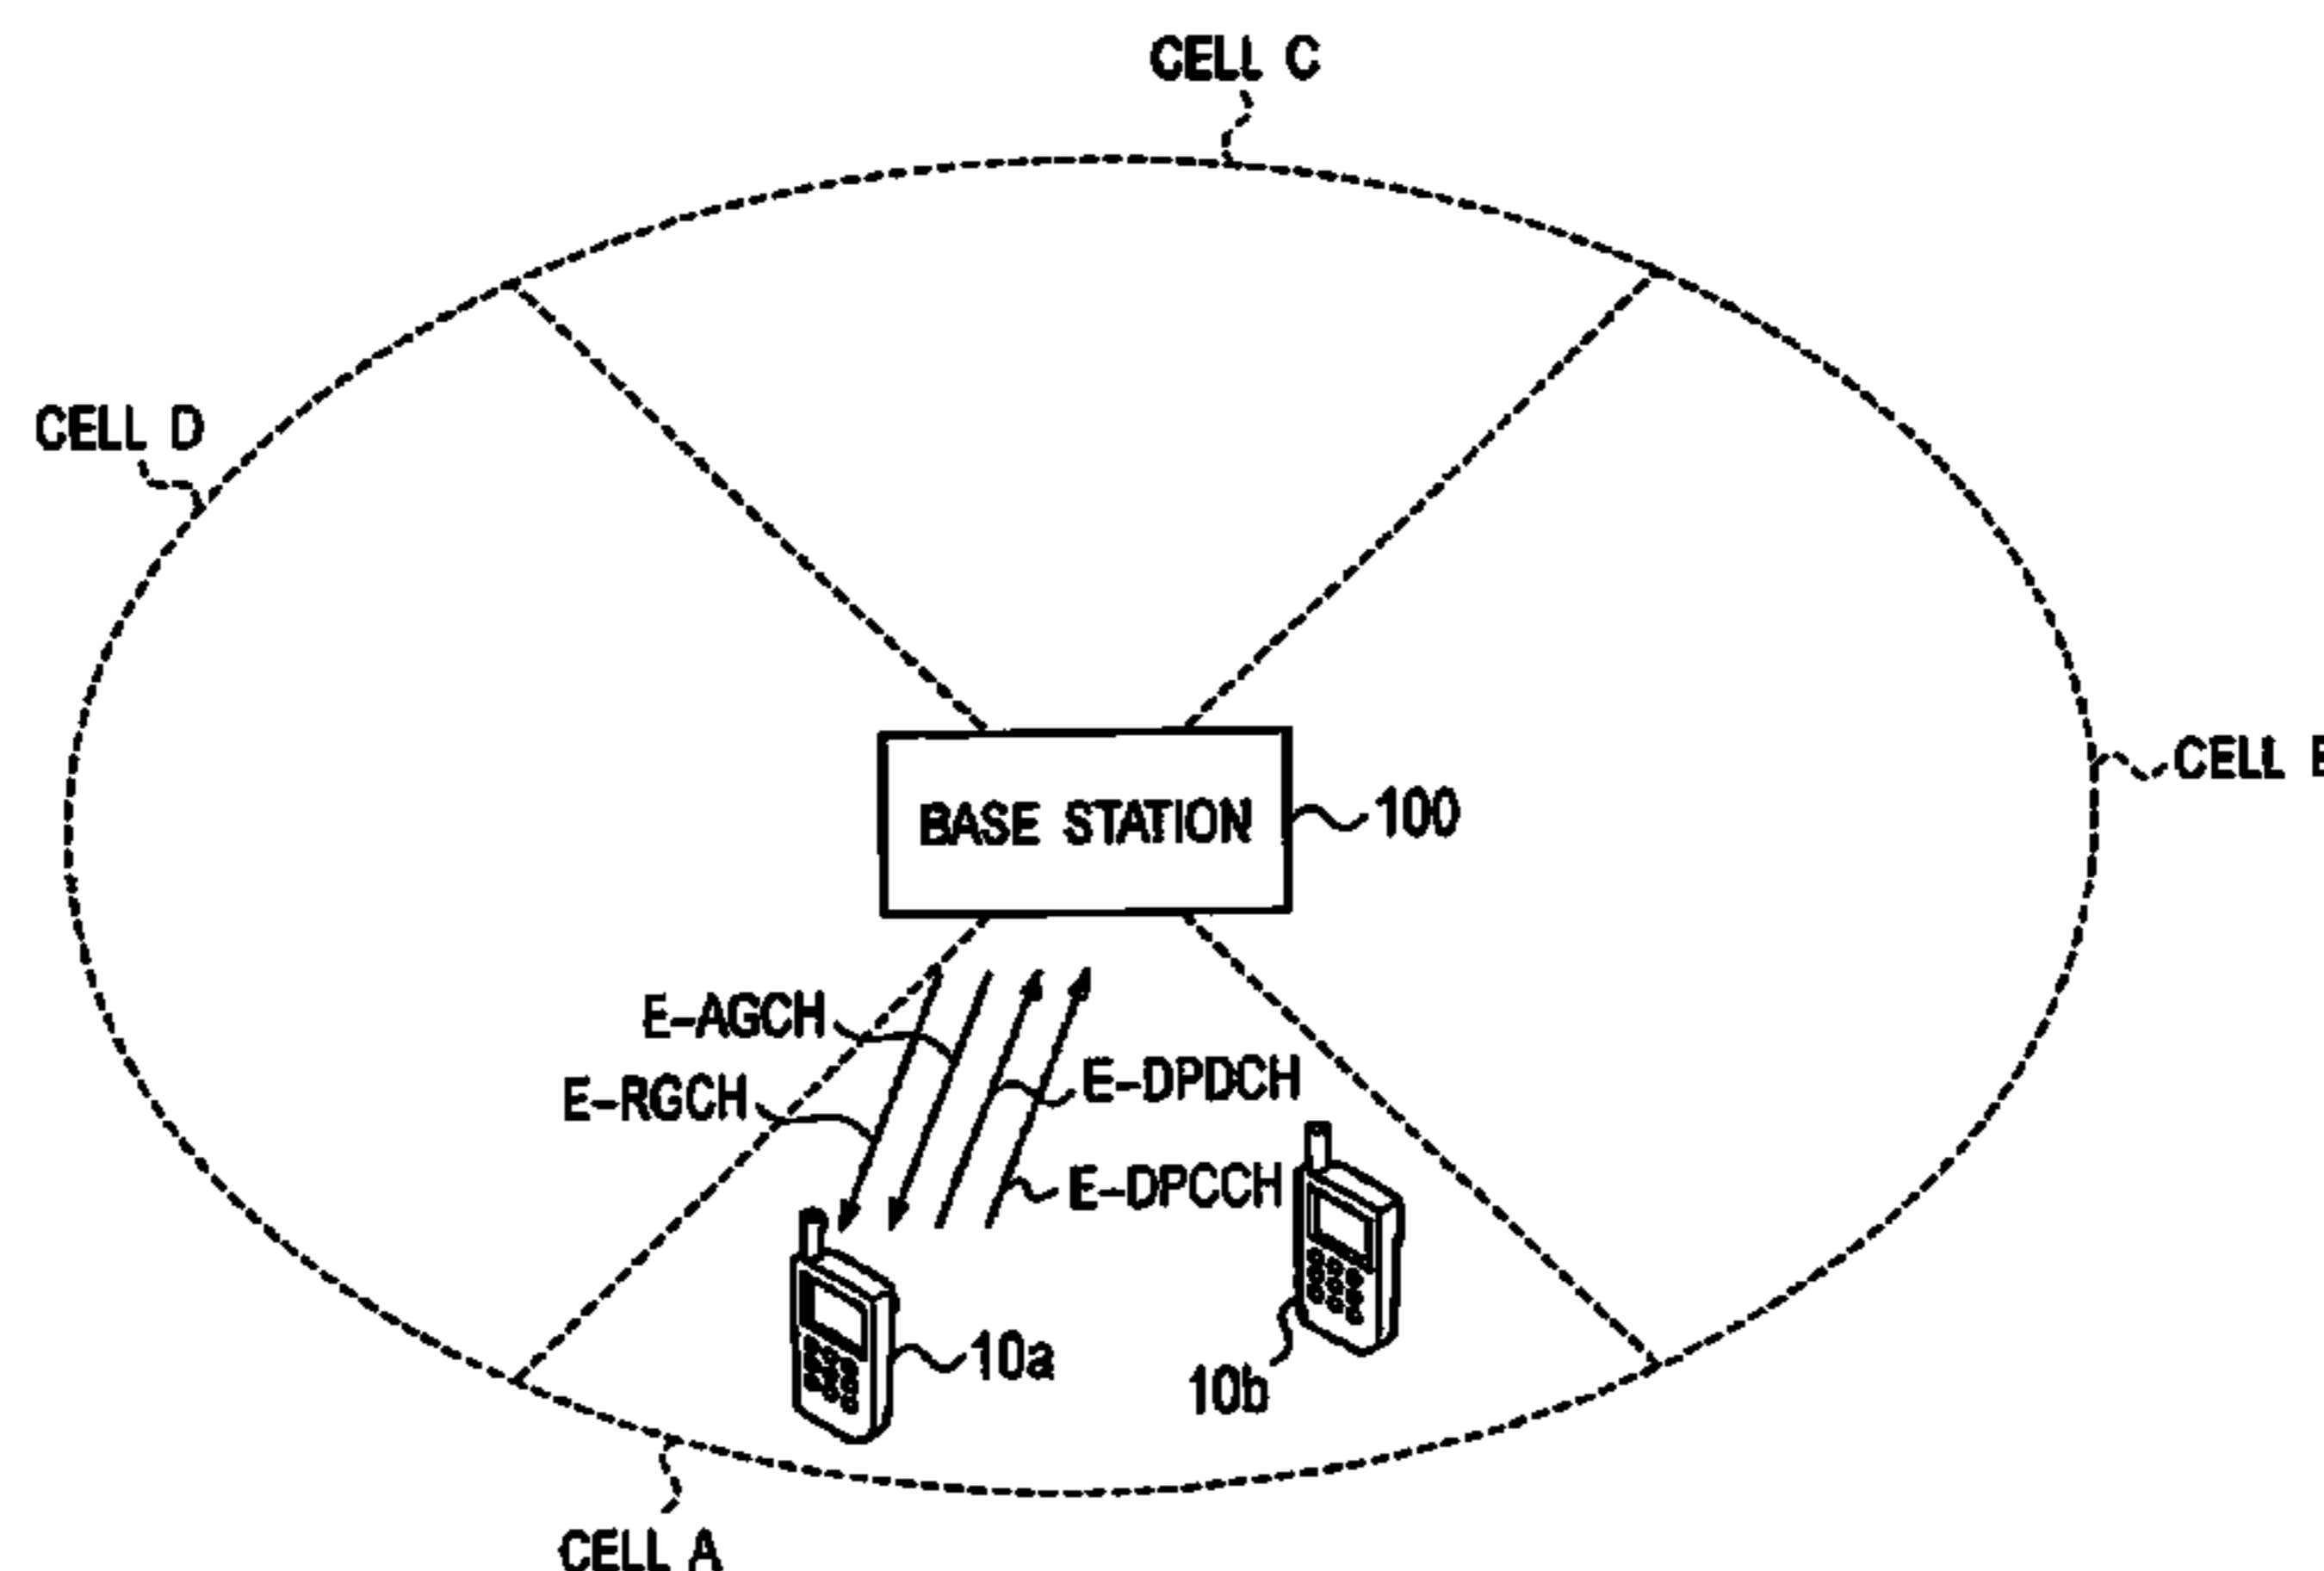 CELL C
CELL D
CELL
BASE STATION
100
E-AGCH
E-RGCH
E-DPDCH
E-DPCCH
10a
10b
CELL A